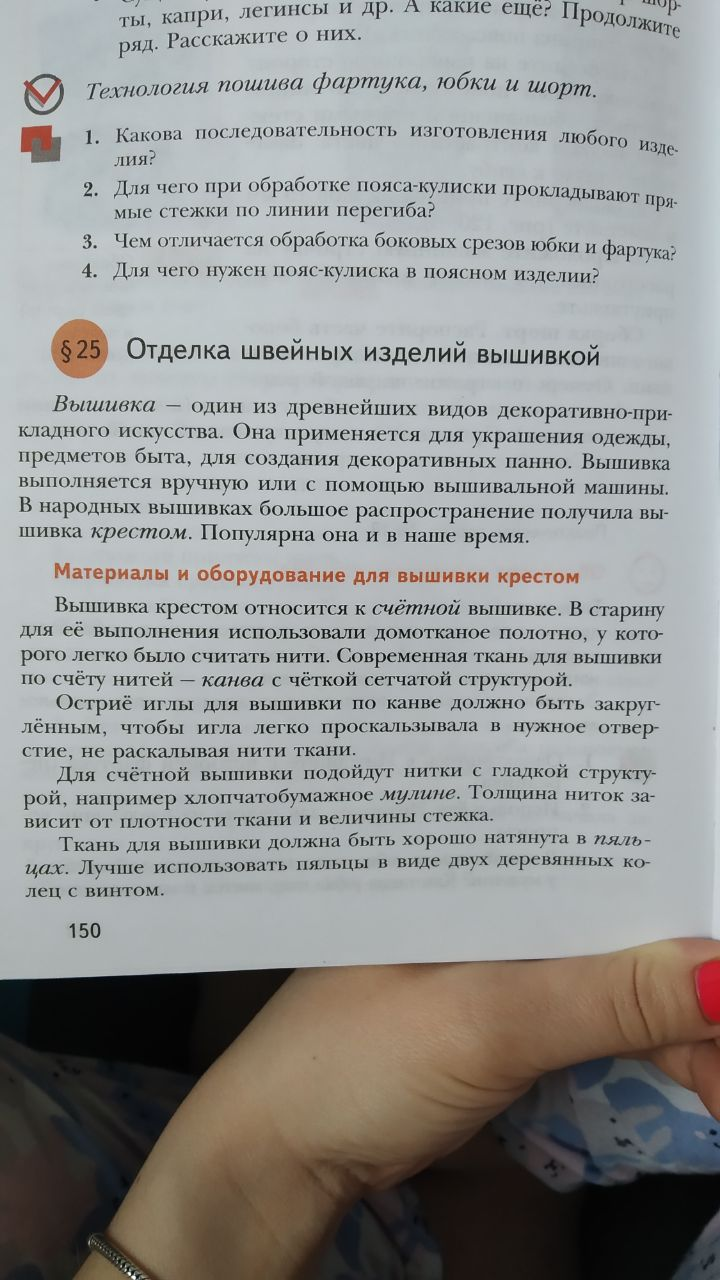 ты, капри, легинсы и др. А какие ещё? Продолжите
ряд. Расскажите о них.
Технология пошива фартука, юбки и шорт.
1. Какова последовательность изготовления любого изде-
лия?
2. Для чего при обработке пояса-кулиски прокладывают пря-
мые стежки по линии перегиба?
3. Чем отличается обработка боковых срезов юбки и фартука?
4. Для чего нужен пояс-кулиска в поясном изделии?
§ 25 Отделка швейных изделий вышивкой
Вышивка — один из древнейших видов декоративно-при-
кладного искусства. Она применяется для украшения одежды,
предметов быта, для создания декоративных панно. Вышивка
выполняется вручную или с помощью вышивальной машины.
В народных вышивках большое распространение получила вы-
шивка крестом. Популярна она и в наше время.
Материалы и оборудование для вышивки крестом
Вышивка крестом относится к счётной вышивке. В старину
для её выполнения использовали домотканое полотно, у кото-
рого легко было считать нити. Современная ткань для вышивки
по счёту нитей — канва с чёткой сетчатой структурой.
Остриё иглы для вышивки по канве должно быть закруг-
лённым, чтобы игла легко проскальзывала в нужное отвер-
стие, не раскалывая нити ткани.
Для счётной вышивки подойдут нитки с гладкой структу-
рой, например хлопчатобумажное мулине. Толщина ниток за-
висит от плотности ткани и величины стежка.
Ткань для вышивки должна быть хорошо натянута в пяль-
цах. Лучше использовать пяльцы в виде двух деревянных ко-
лец с винтом.
150